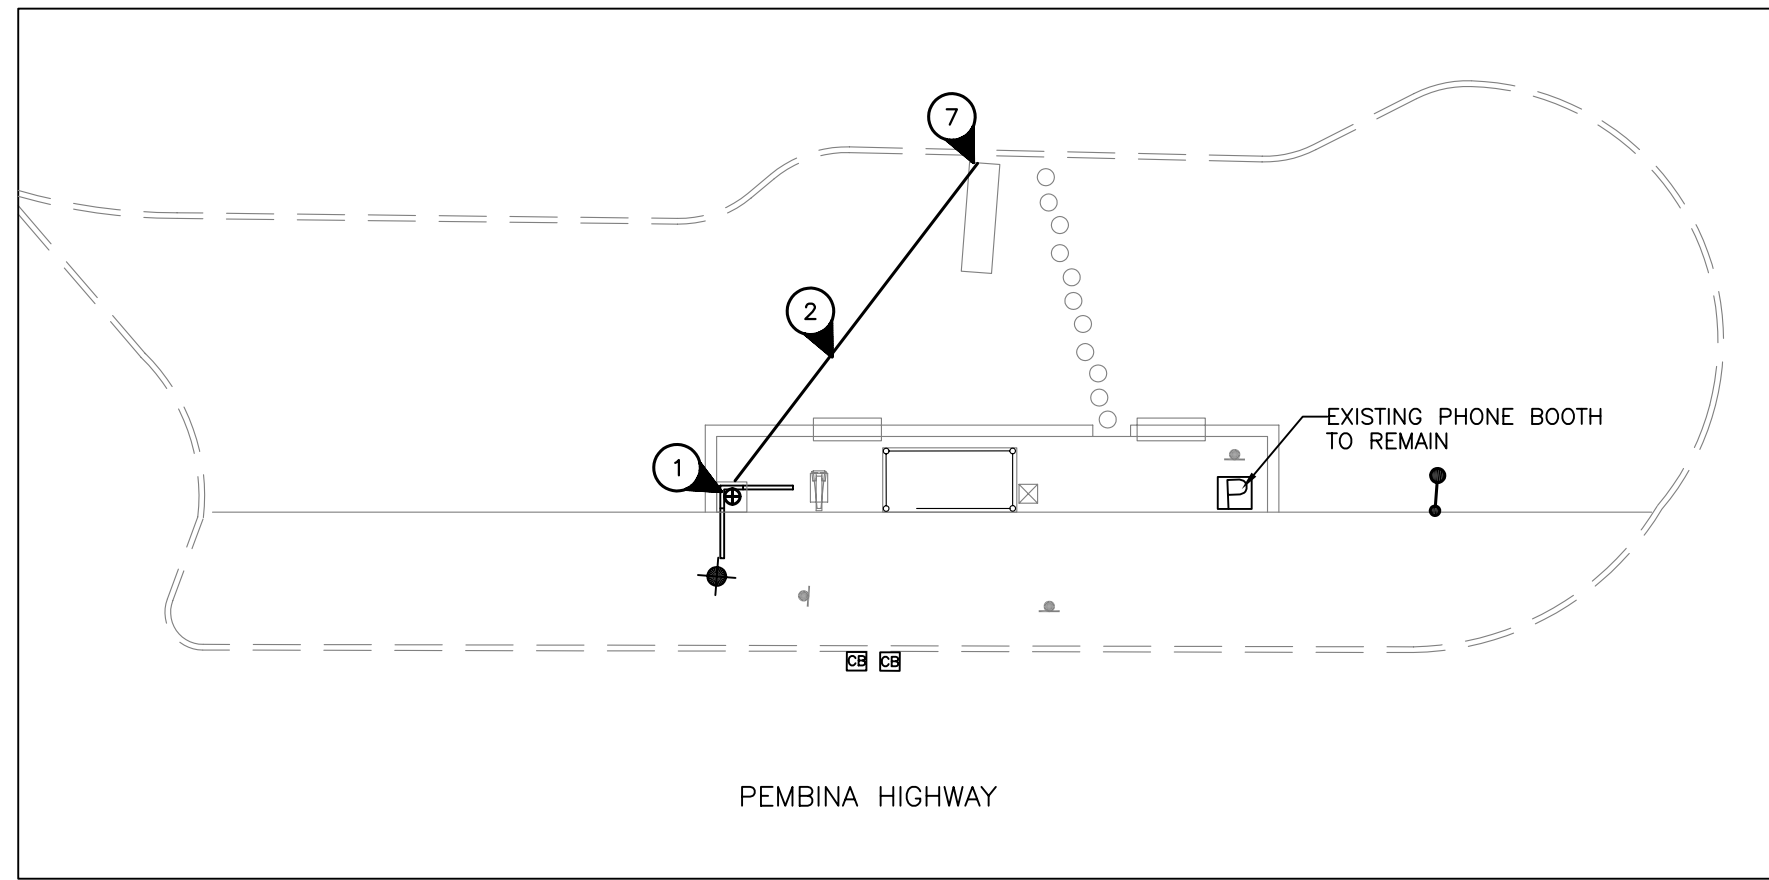 7
2
1
EXISTING PHONE BOOTH
TO REMAIN
P
CB CB
PEMBINA HIGHWAY